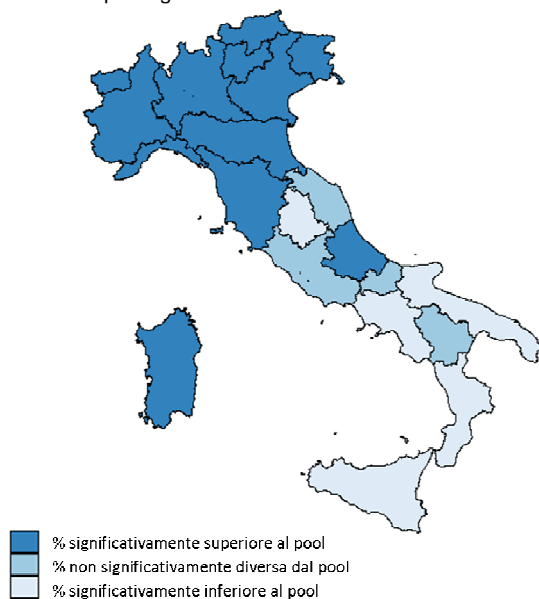 % significativamente superiore al pool
% non significativamente diversa dal pool
% significativamente inferiore al pool